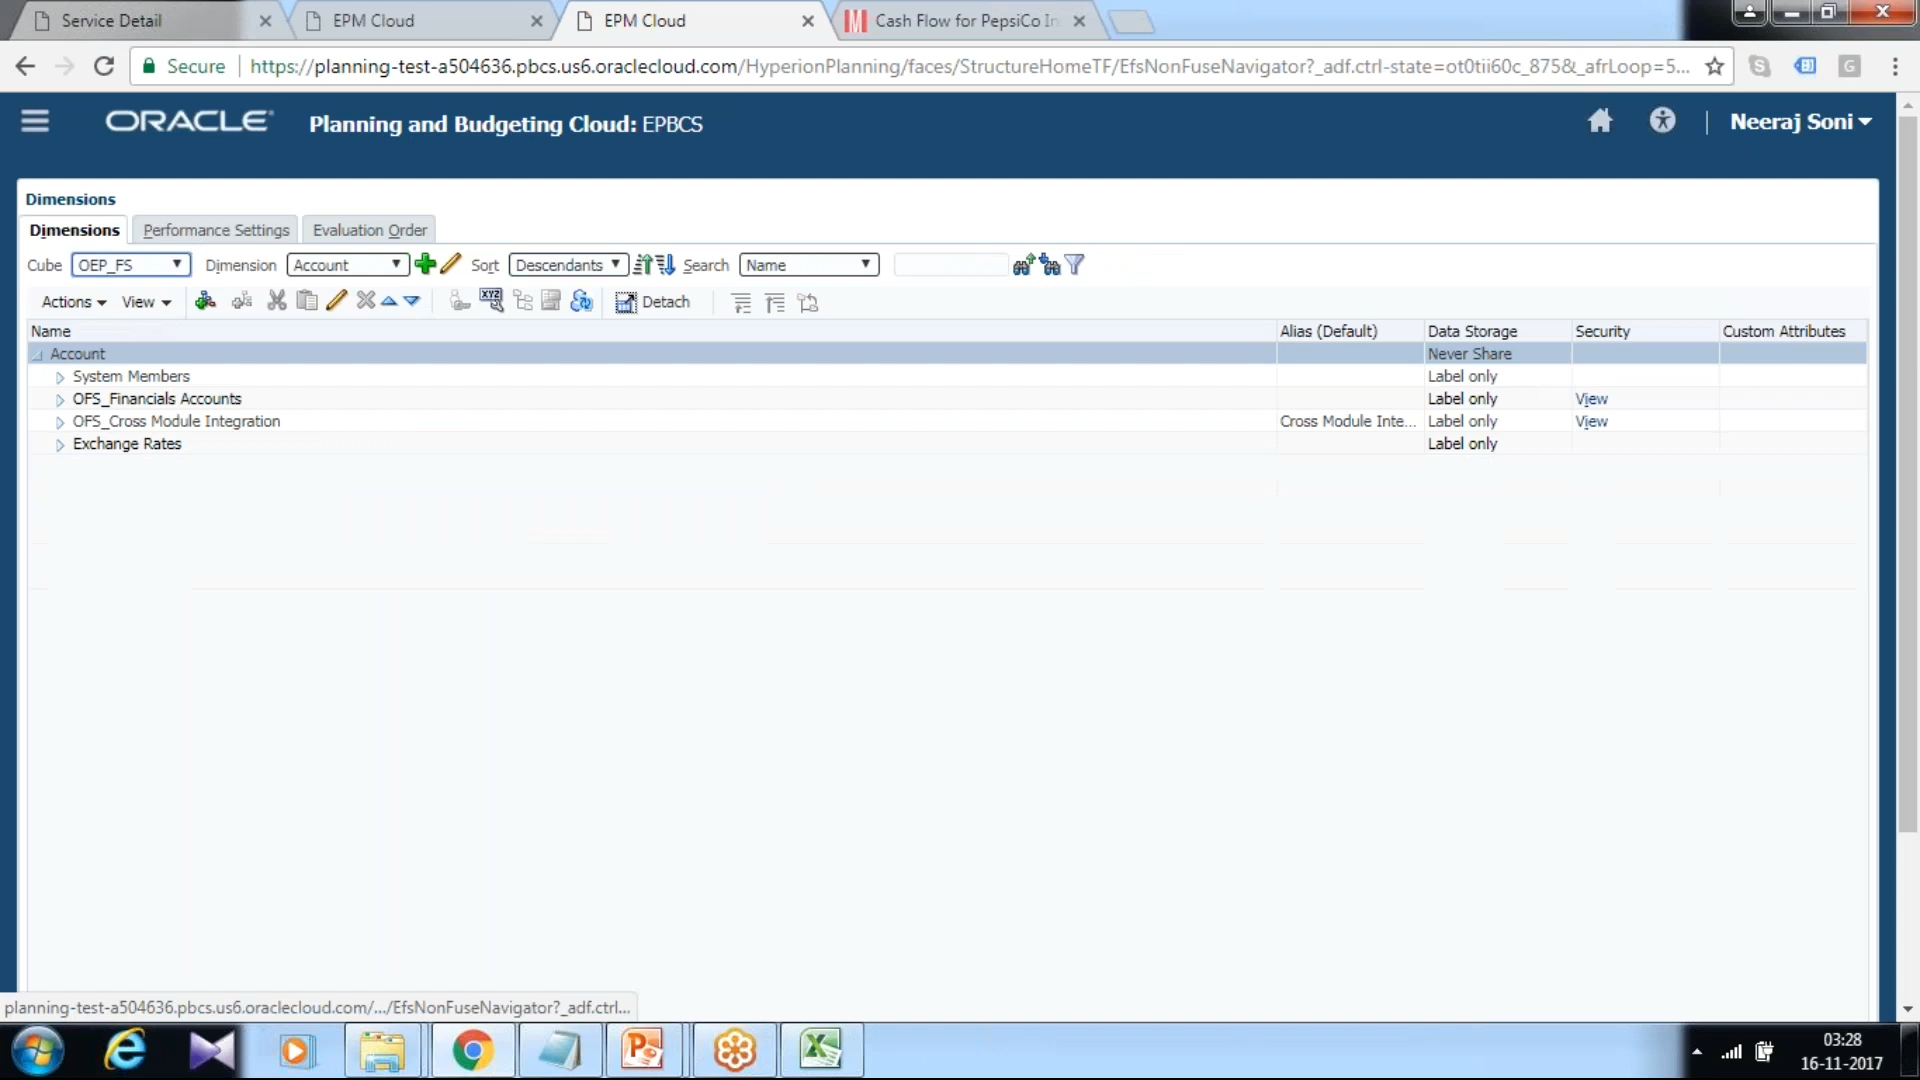 Service Detail
EPM Cloud
EPM Cloud
Cash Flow for PepsiCo In
Secure
https://planning-test-a504636.pbcs.us6.oraclecloud.com/HyperionPlanning/faces/StructureHomeTF/EfsNonFuseNavigator?_adf.ctrl-state=ot0tii60c_875&_afrLoop=5...
ORACLE
Planning and Budgeting Cloud: EPBCS
Neeraj Soni
Dimensions
Dimensions
Performance Settings
Evaluation Order
Cube OEP_FS Dimension Account Sort Descendants Search Name
Actions View XYZ Detach
Name Alias (Default) Data Storage Security Custom Attributes
Account Never Share
System Members Label only
OFS_Financials Accounts Label only View
OFS_Cross Module Integration Cross Module Inte... Label only View
Exchange Rates Label only
planning-test-a504636.pbcs.us6.oraclecloud.com/.../EfsNonFuseNavigator?_adf.ctrl...
03:28
16-11-2017